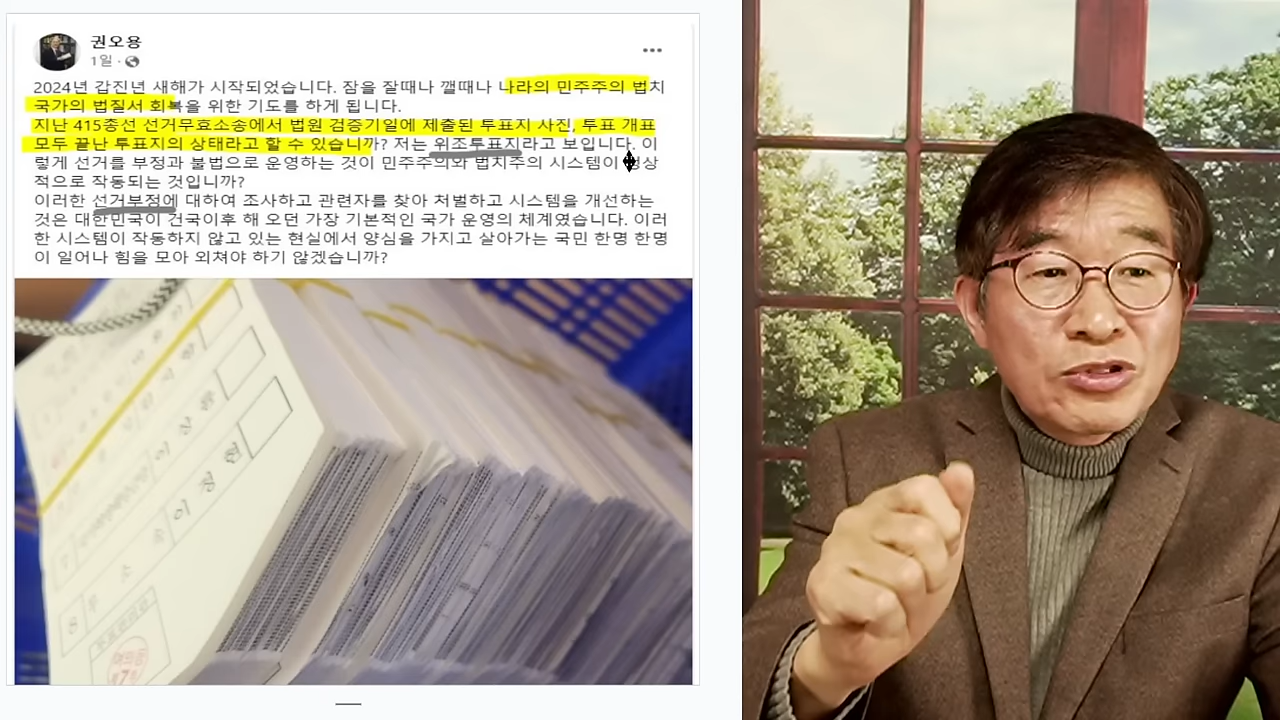 권오용
1일 ·
2024년 갑진년 새해가 시작되었습니다. 잠을 잘때나 깰때나 나라의 민주주의 법치
국가의 법질서 회복을 위한 기도를 하게 됩니다.
지난 415총선 선거무효소송에서 법원 검증기일에 제출된 투표지 사진, 투표 개표
모두 끝난 투표지의 상태라고 할 수 있습니까? 저는 위조투표지라고 보입니다. 이
렇게 선거를 부정과 불법으로 운영하는 것이 민주주의와 법치주의 시스템이 정상
적으로 작동되는 것입니까?
이러한 선거부정에 대하여 조사하고 관련자를 찾아 처벌하고 시스템을 개선하는
것은 대한민국이 건국이후 해 오던 가장 기본적인 국가 운영의 체계였습니다. 이러
한 시스템이 작동하지 않고 있는 현실에서 양심을 가지고 살아가는 국민 한명 한명
이 일어나 힘을 모아 외쳐야 하기 않겠습니까?
이정현